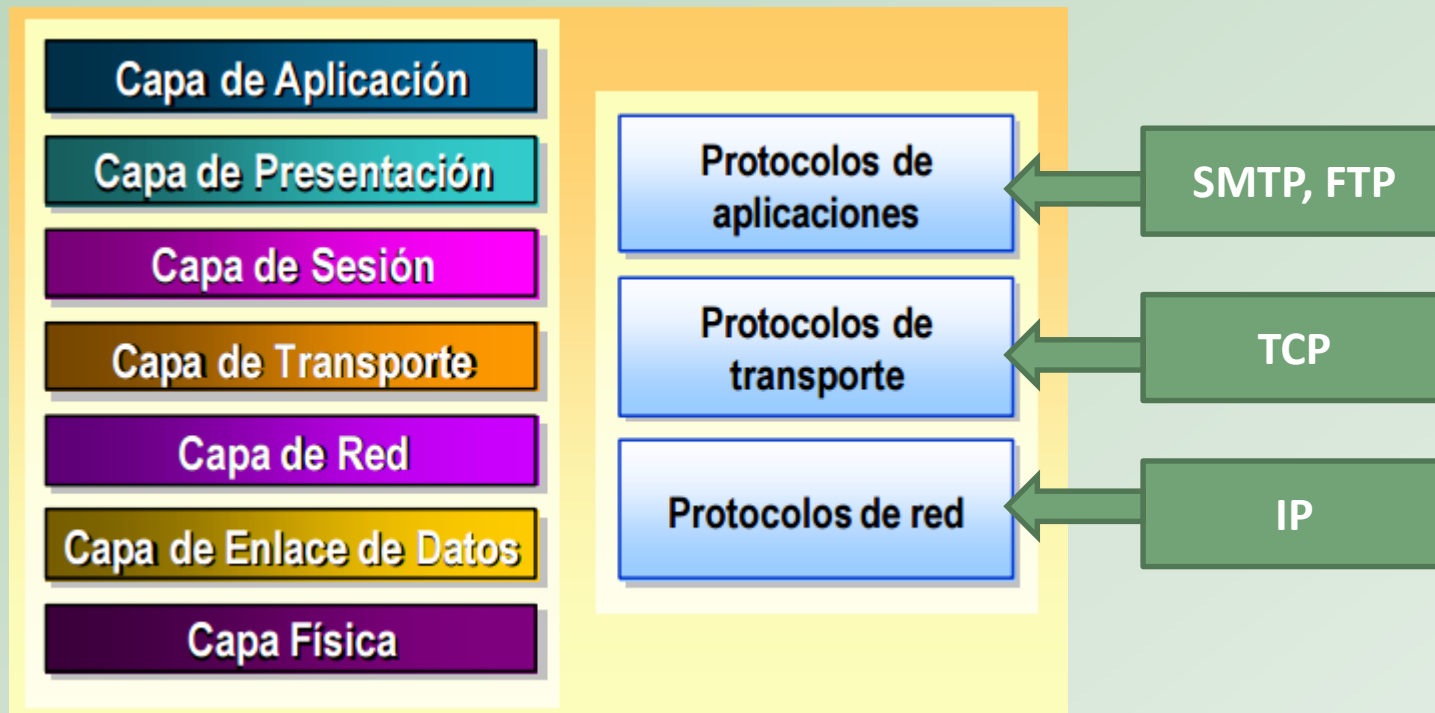 Capa de Aplicación
Capa de Presentación
Capa de Sesión
Capa de Transporte
Capa de Red
Capa de Enlace de Datos
Capa Física
Protocolos de
aplicaciones
Protocolos de
transporte
Protocolos de red
SMTP, FTP
TCP
IP